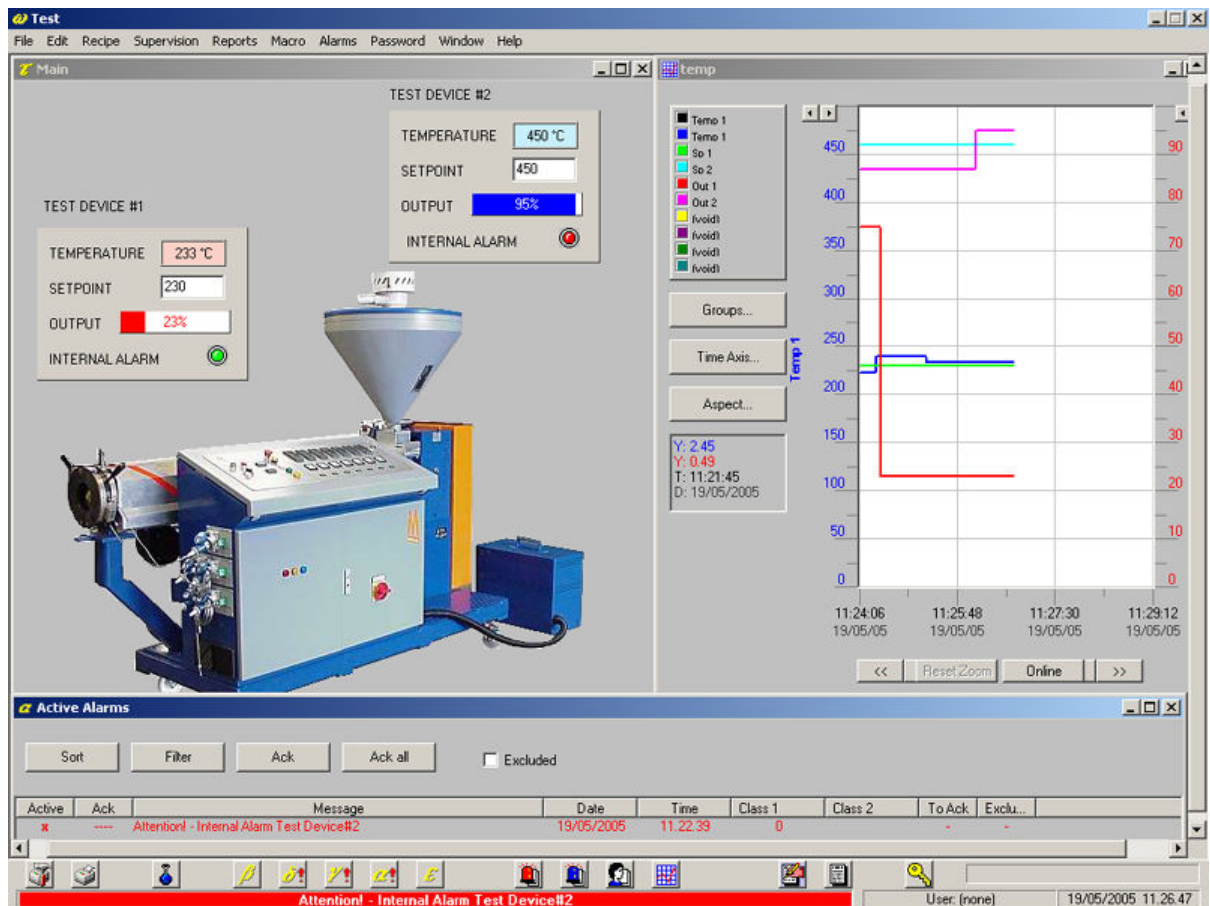 Test
File Edit Recipe Supervision Reports Macro Alarms Password Window Help
Main
TEST DEVICE #2
TEMPERATURE 450 °C
SETPOINT 450
OUTPUT 95%
INTERNAL ALARM
TEST DEVICE #1
TEMPERATURE 233 °C
SETPOINT 230
OUTPUT 23%
INTERNAL ALARM
temp
Temp 1
Temp 1
Sp 1
Sp 2
Out 1
Out 2
(void)
(void)
(void)
(void)
Groups...
Time Axis...
Aspect...
Y: 2.45
Y: 0.49
T: 11:21:45
D: 19/05/2005
Temp 1
450 90
400 80
350 70
300 60
250 50
200 40
150 30
100 20
50 10
0 0
11:24:06 11:25:48 11:27:30 11:29:12
19/05/05 19/05/05 19/05/05 19/05/05
<< Reset Zoom Online >>
Active Alarms
Sort Filter Ack Ack all Excluded
Active Ack Message Date Time Class 1 Class 2 To Ack Exclu...
x ---- Attention! - Internal Alarm Test Device#2 19/05/2005 11.22.39 0 - -
β δ γ α ε
Attention! - Internal Alarm Test Device#2 User: (none) 19/05/2005 11.26.47